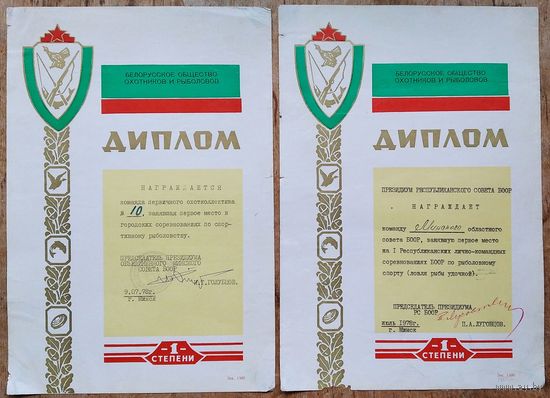 БЕЛОРУССКОЕ ОБЩЕСТВО
ОХОТНИКОВ И РЫБОЛОВОВ
ДИПЛОМ
НАГРАЖДАЕТСЯ
команда первичного охотколлектива
№ 10, занявшая первое место в
городских соревнованиях по спор-
тивному рыболовству.
ПРЕДСЕДАТЕЛЬ ПРЕЗИДИУМА
ОБЪЕДИНЕННОГО МИНСКОГО
СОВЕТА БООР
9.07.78г.
г. Минск
-1-
СТЕПЕНИ
БЕЛОРУССКОЕ ОБЩЕСТВО
ОХОТНИКОВ И РЫБОЛОВОВ
ДИПЛОМ
ПРЕЗИДИУМ РЕСПУБЛИКАНСКОГО СОВЕТА БООР
НАГРАЖДАЕТ
команду Минского областного
совета БООР, занявшую первое место
на I Республиканских лично-командных
соревнованиях БООР по рыболовному
спорту (ловля рыбы удочкой).
ПРЕДСЕДАТЕЛЬ ПРЕЗИДИУМА
РС БООР
июль 1978г.
П.А.ЛУГОВЦОВ.
г. Минск
-1-
СТЕПЕНИ